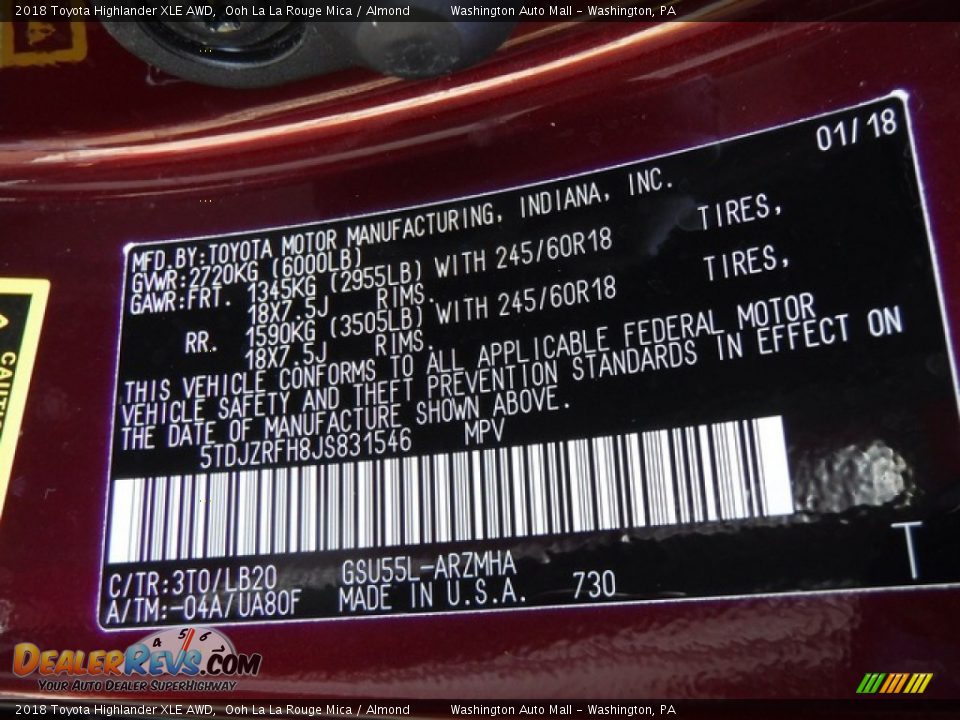 2018 Toyota Highlander XLE AWD, Ooh La La Rouge Mica / Almond Washington Auto Mall - Washington, PA
01/18
MFD.BY:TOYOTA MOTOR MANUFACTURING, INDIANA, INC.
GVWR:2720KG (6000LB)
GAWR:FRT. 1345KG (2955LB) WITH 245/60R18 TIRES,
18X7.5J RIMS.
RR. 1590KG (3505LB) WITH 245/60R18 TIRES,
18X7.5J RIMS.
THIS VEHICLE CONFORMS TO ALL APPLICABLE FEDERAL MOTOR
VEHICLE SAFETY AND THEFT PREVENTION STANDARDS IN EFFECT ON
THE DATE OF MANUFACTURE SHOWN ABOVE.
5TDJZRFH8JS831546 MPV
C/TR:3T0/LB20 GSU55L-ARZMHA
A/TM:-04A/UA80F MADE IN U.S.A. 730
T
4 5 6
DEALERREVS.COM
YOUR AUTO DEALER SUPERHIGHWAY
2018 Toyota Highlander XLE AWD, Ooh La La Rouge Mica / Almond Washington Auto Mall - Washington, PA